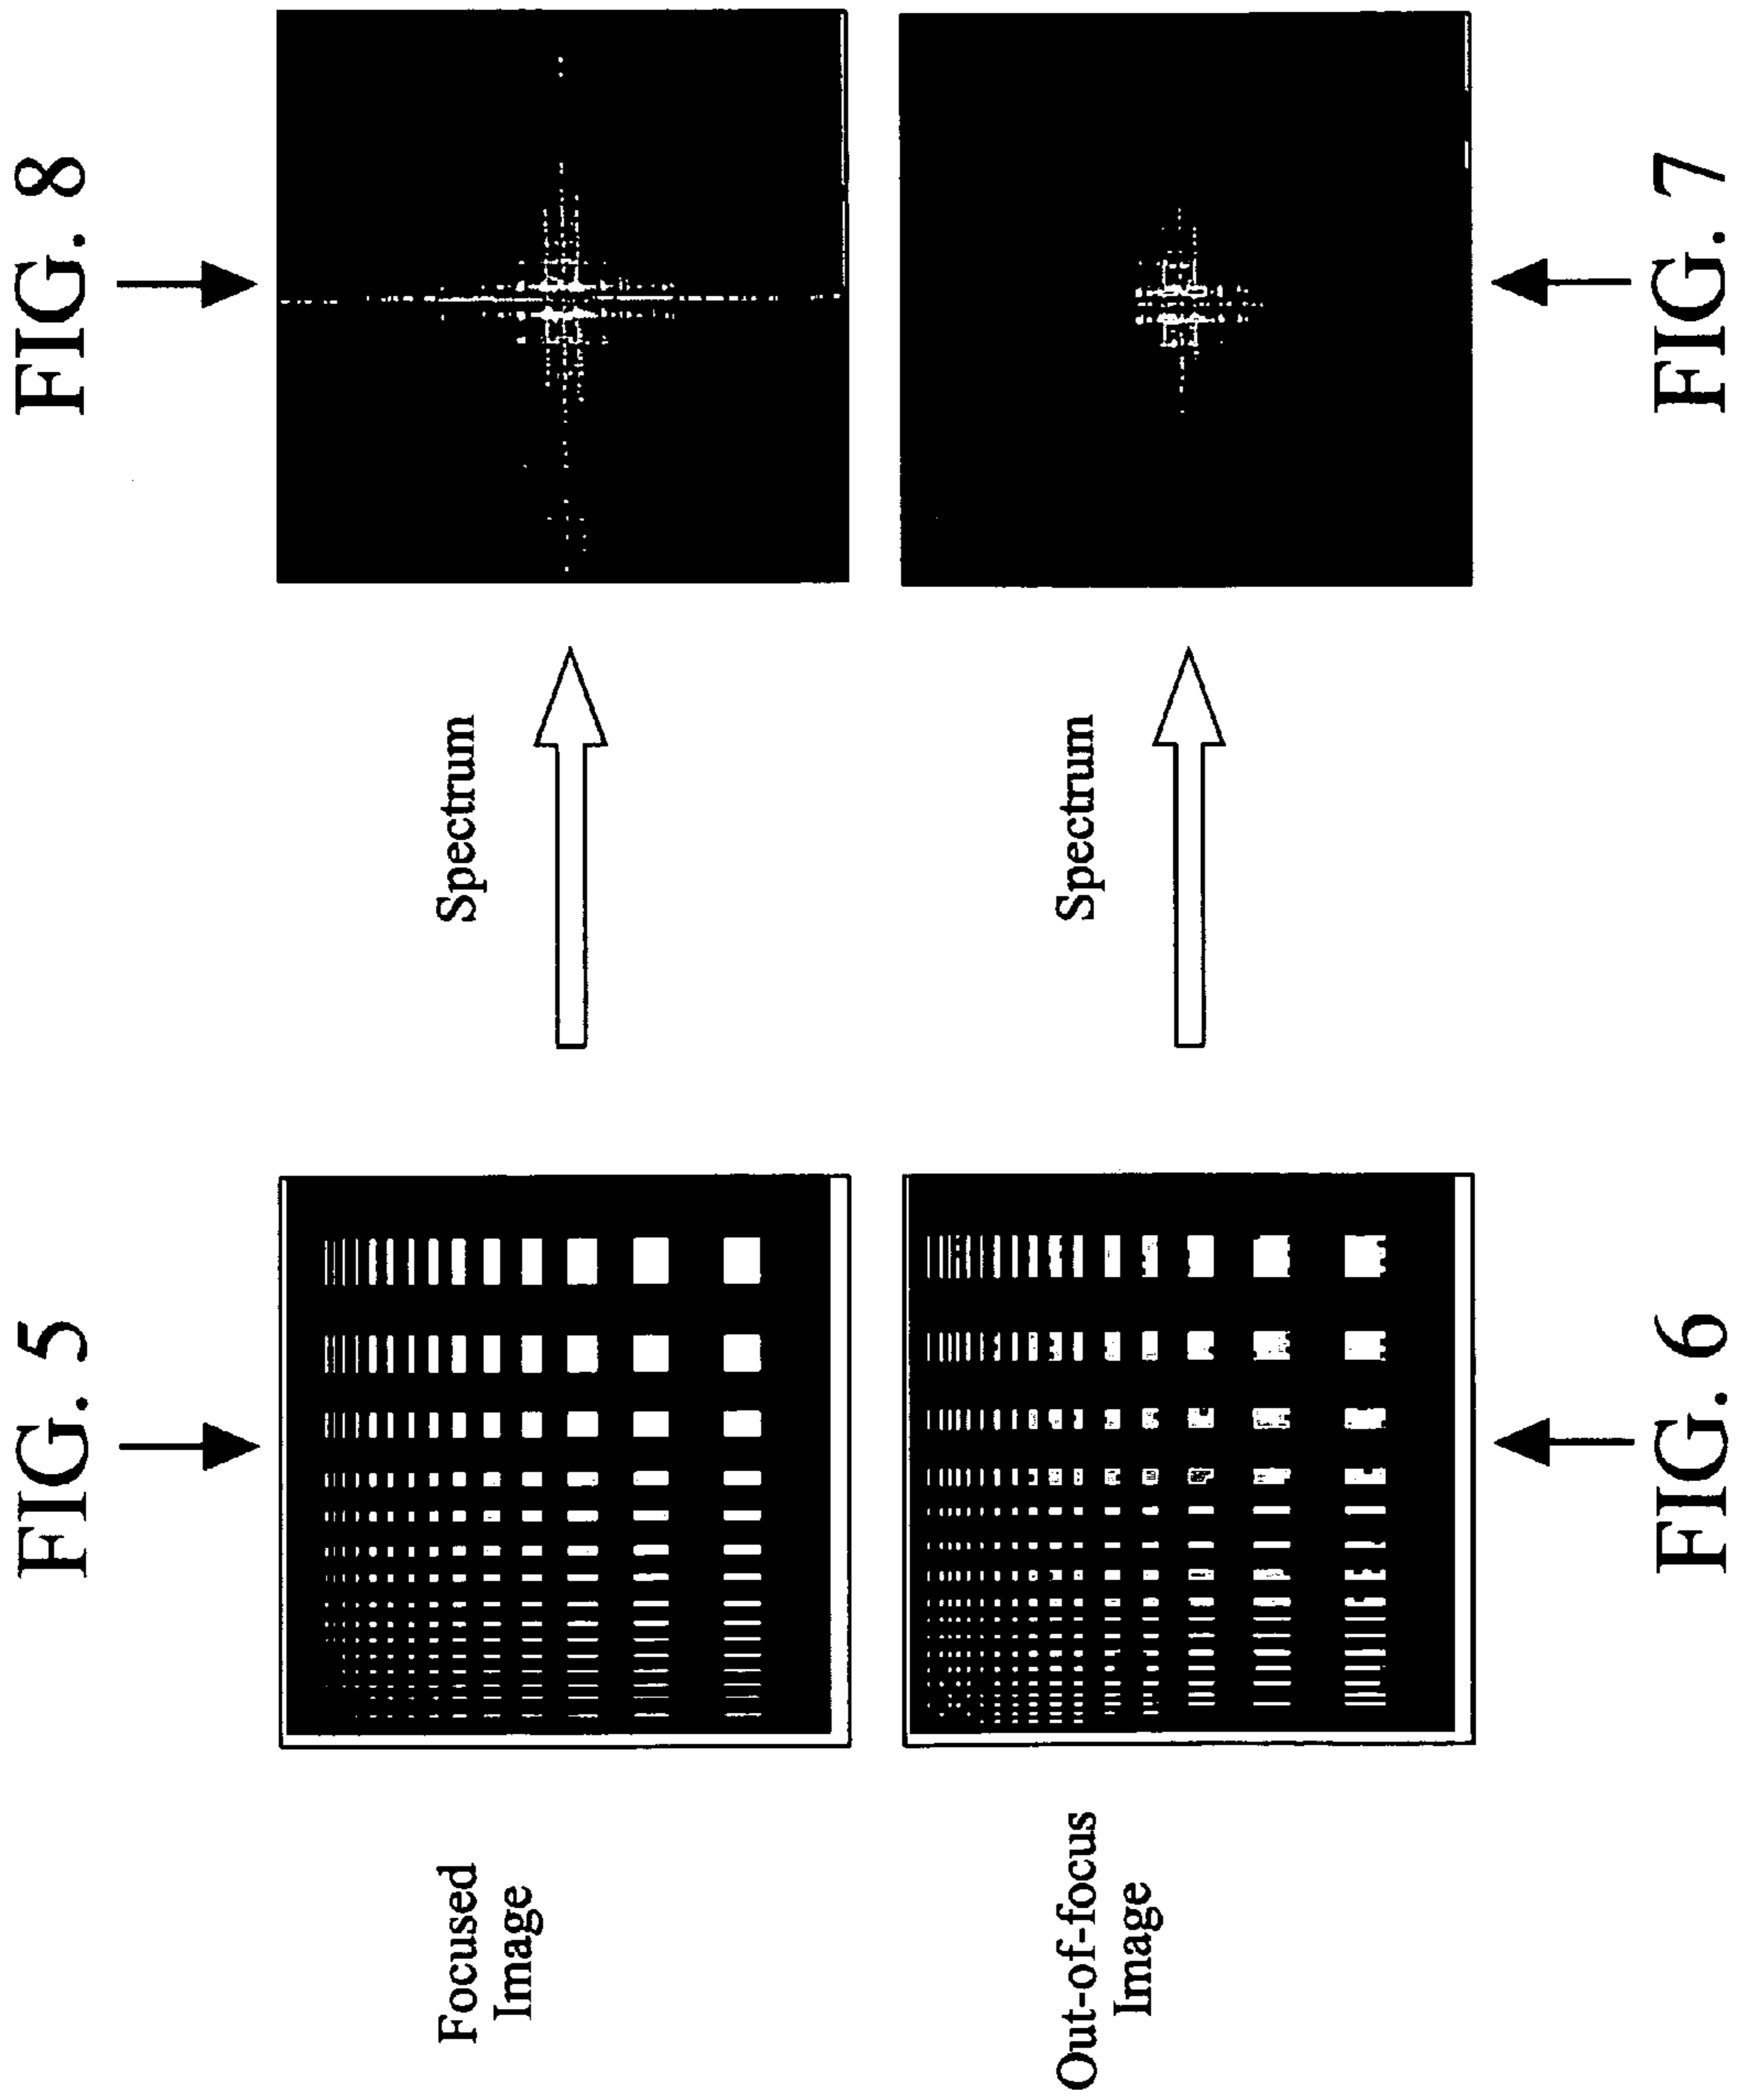 FIG. 5
FIG. 8
Focused
Image
Spectrum
Out-of-focus
Image
Spectrum
FIG. 6
FIG. 7